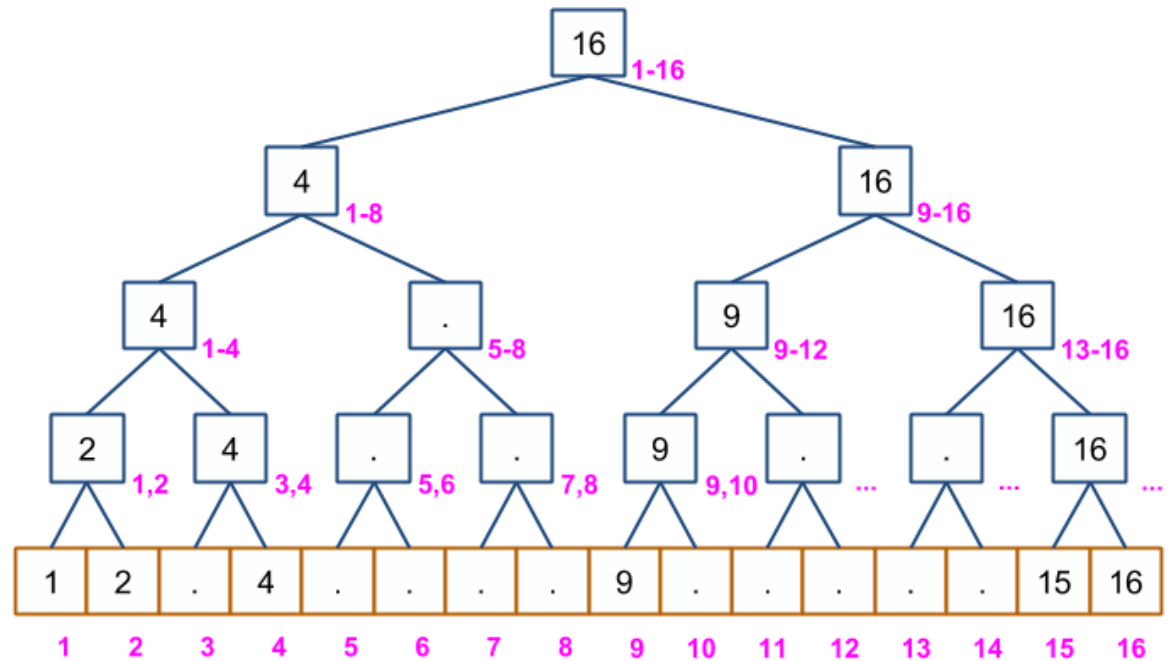 16
1-16
4 16
1-8 9-16
4 . 9 16
1-4 5-8 9-12 13-16
2 4 . . 9 . . 16
1,2 3,4 5,6 7,8 9,10 ... ... ...
1 2 . 4 . . . . 9 . . . . . 15 16
1 2 3 4 5 6 7 8 9 10 11 12 13 14 15 16